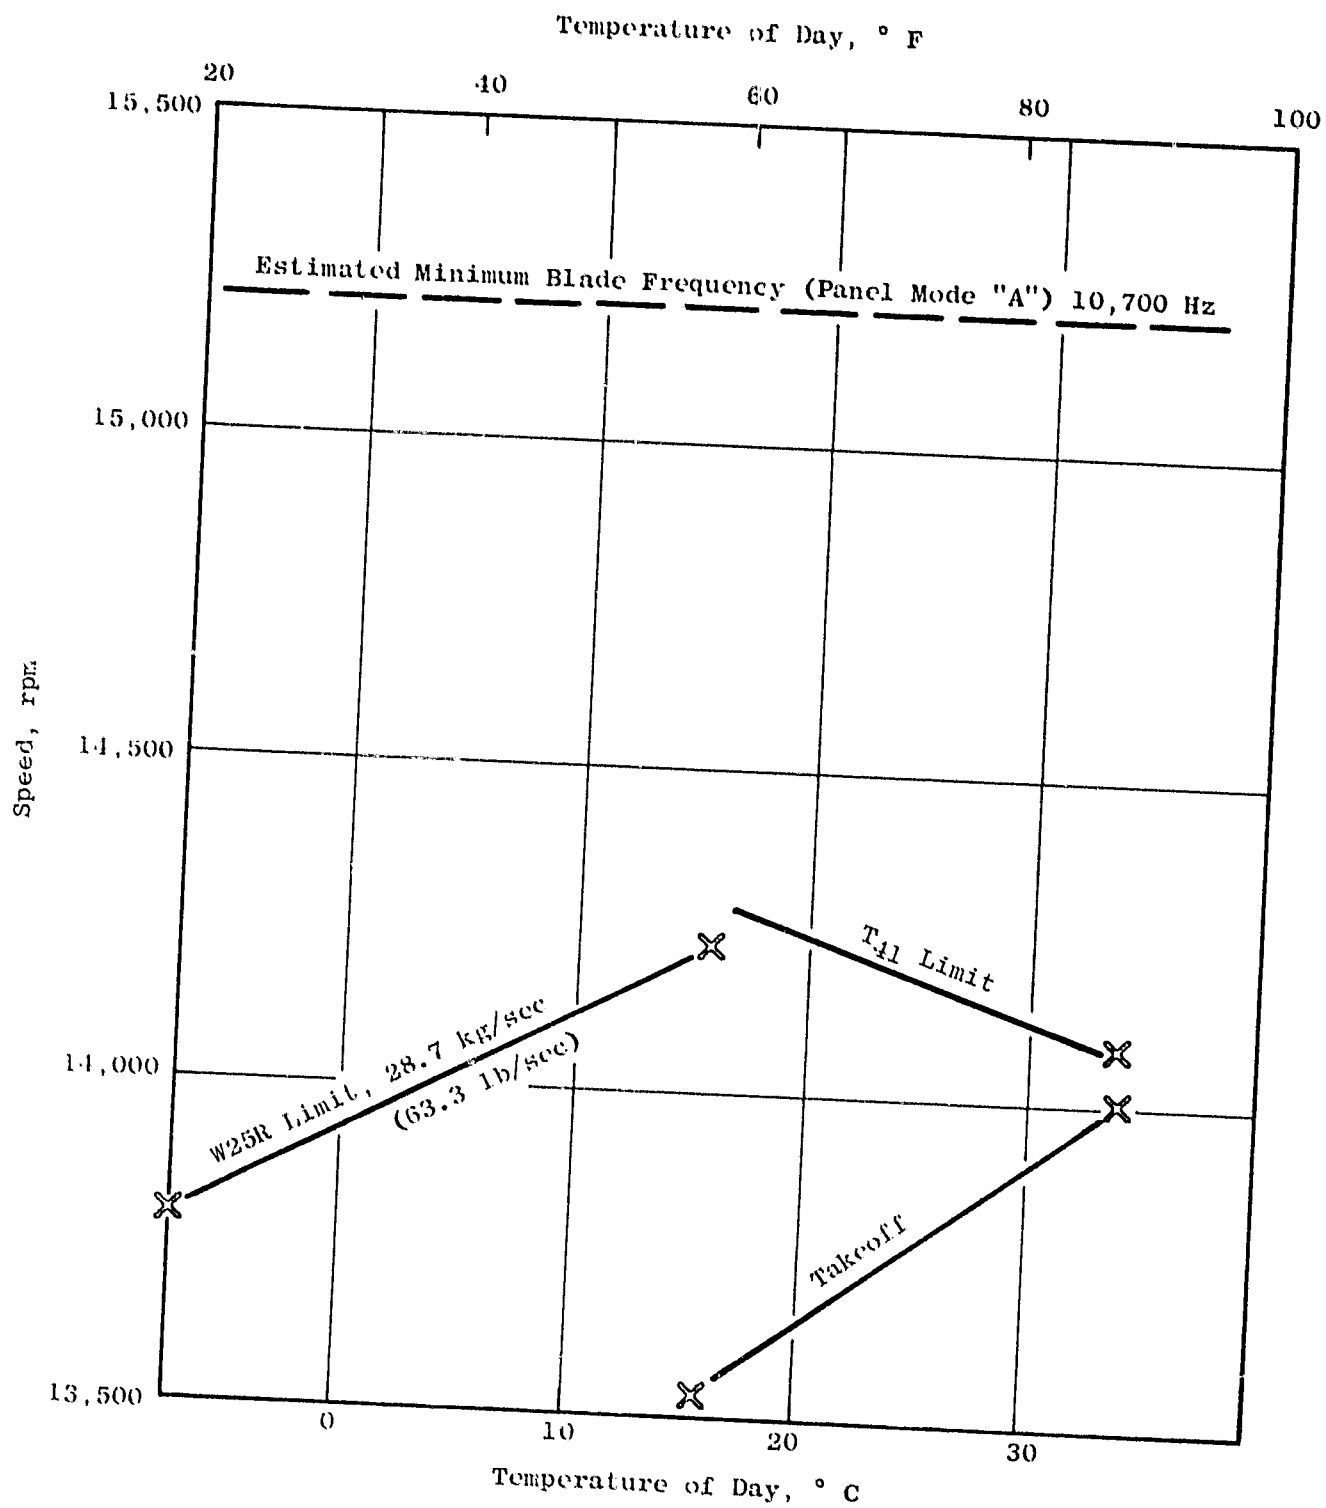 Temperature of Day, ° F
20 40 60 80 100
15,500
Estimated Minimum Blade Frequency (Panel Mode "A") 10,700 Hz
15,000
Speed, rpm
14,500
T41 Limit
W25R Limit, 28.7 kg/sec
(63.3 lb/sec)
14,000
Takeoff
13,500
0 10 20 30
Temperature of Day, ° C